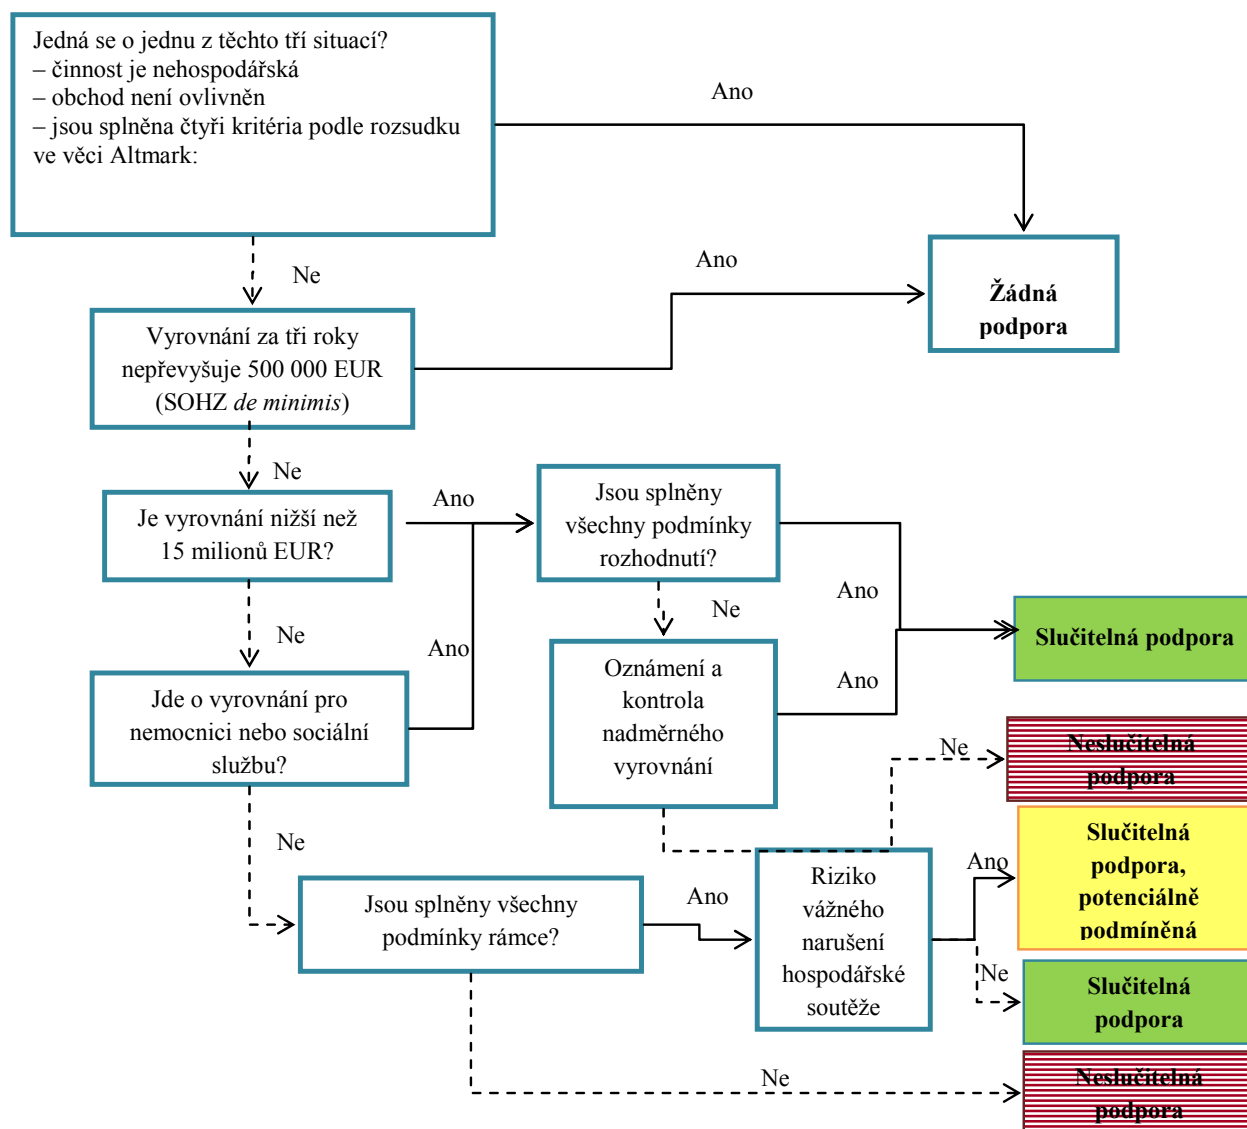 Jedná se o jednu z těchto tří situací?
– činnost je nehospodářská
– obchod není ovlivněn
– jsou splněna čtyři kritéria podle rozsudku
ve věci Altmark:
Ano
Ne
Ano
Žádná
podpora
Vyrovnání za tři roky
nepřevyšuje 500 000 EUR
(SOHZ de minimis)
Ne
Ano
Je vyrovnání nižší než
15 milionů EUR?
Jsou splněny
všechny podmínky
rozhodnutí?
Ne
Ano
Ne
Ano
Slučitelná podpora
Jde o vyrovnání pro
nemocnici nebo sociální
službu?
Oznámení a
kontrola
nadměrného
vyrovnání
Ano
Ne
Neslučitelná
podpora
Ne
Jsou splněny všechny
podmínky rámce?
Ano
Riziko
vážného
narušení
hospodářské
soutěže
Ano
Slučitelná
podpora,
potenciálně
podmíněná
Ne
Slučitelná
podpora
Ne
Neslučitelná
podpora